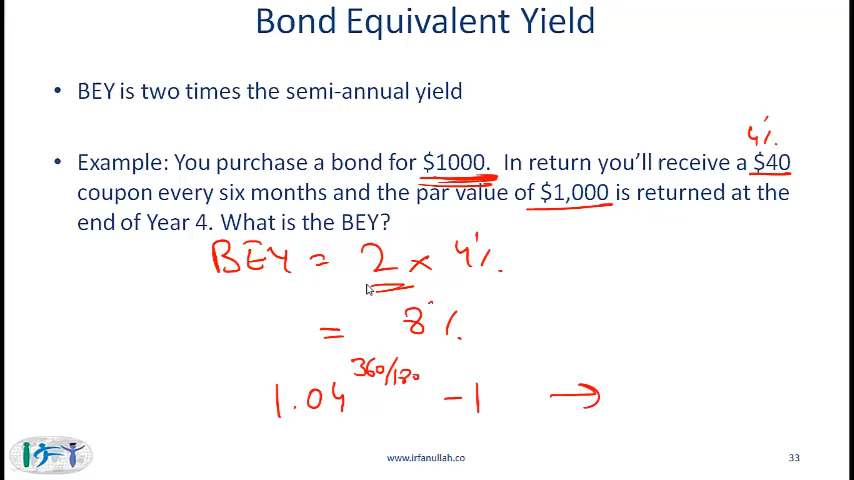 Bond Equivalent Yield
• BEY is two times the semi-annual yield
4%
• Example: You purchase a bond for $1000. In return you'll receive a $40
coupon every six months and the par value of $1,000 is returned at the
end of Year 4. What is the BEY?
BEY = 2 × 4%
= 8%
1.04^360/180 - 1 →
www.irfanullah.co
33